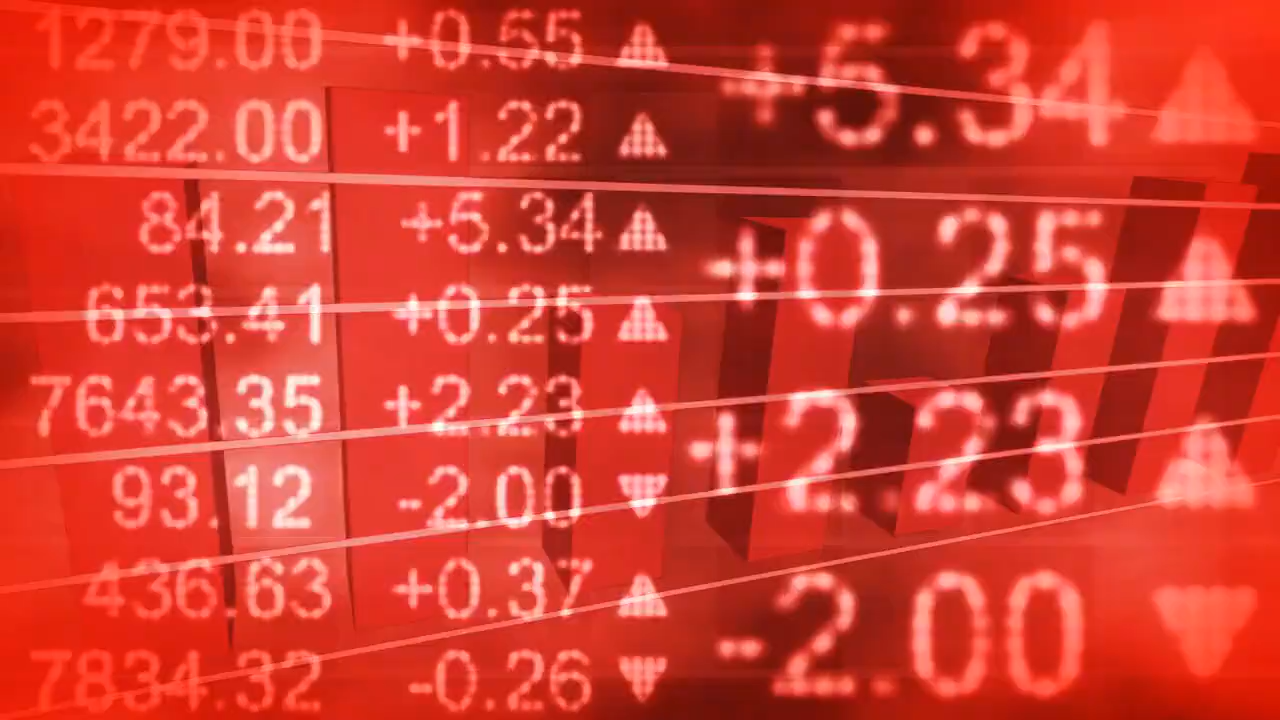 1279.00 +0.55 ▲
3422.00 +1.22 ▲
84.21 +5.34 ▲
653.41 +0.25 ▲
7643.35 +2.23 ▲
93.12 -2.00 ▼
436.63 +0.37 ▲
7834.32 -0.26 ▼
+5.34 ▲
+0.25 ▲
+2.23 ▲
-2.00 ▼